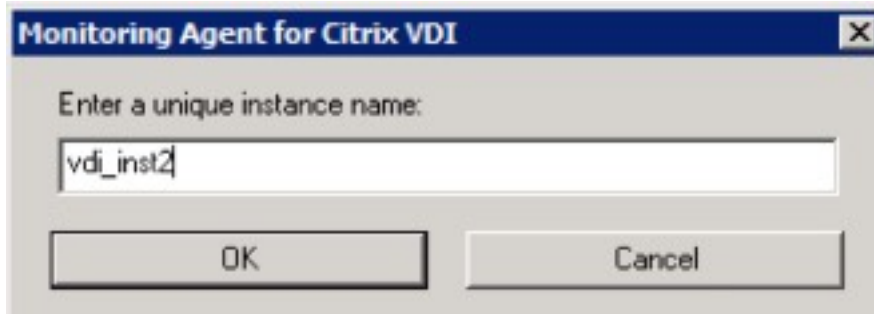 Monitoring Agent for Citrix VDI
Enter a unique instance name:
vdi_inst2
OK
Cancel